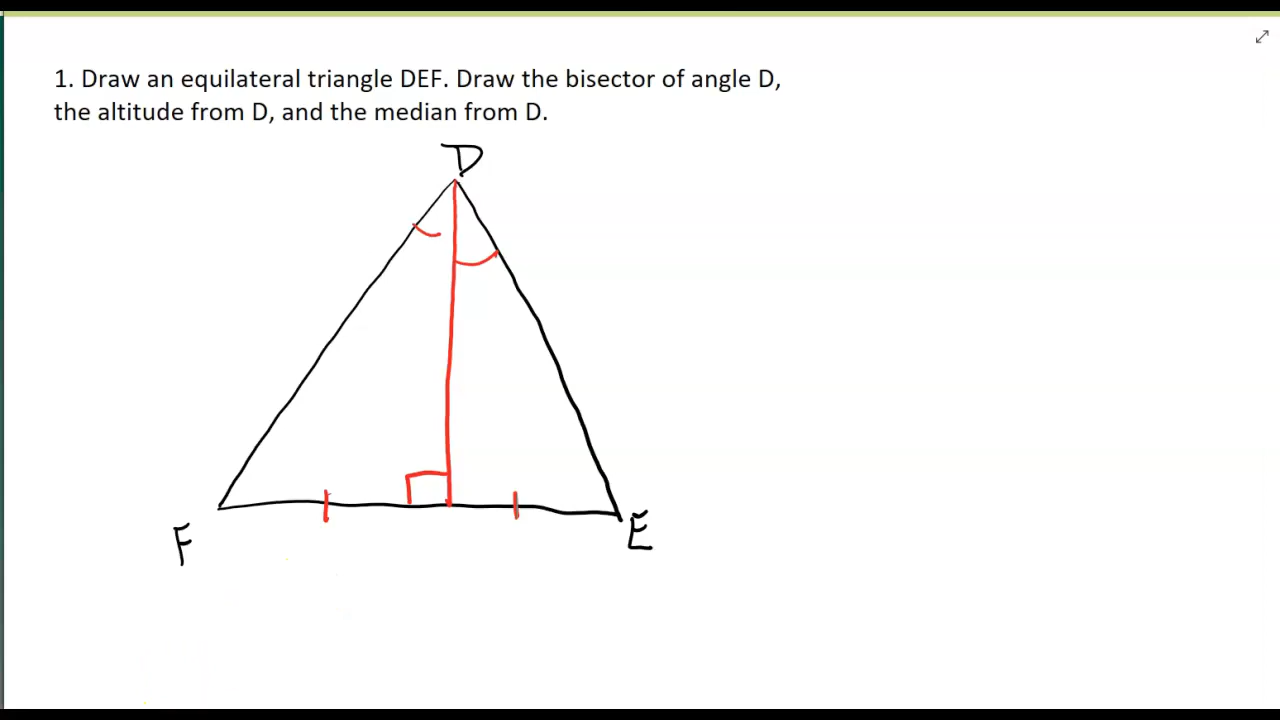 1. Draw an equilateral triangle DEF. Draw the bisector of angle D,
the altitude from D, and the median from D.
D
F
E